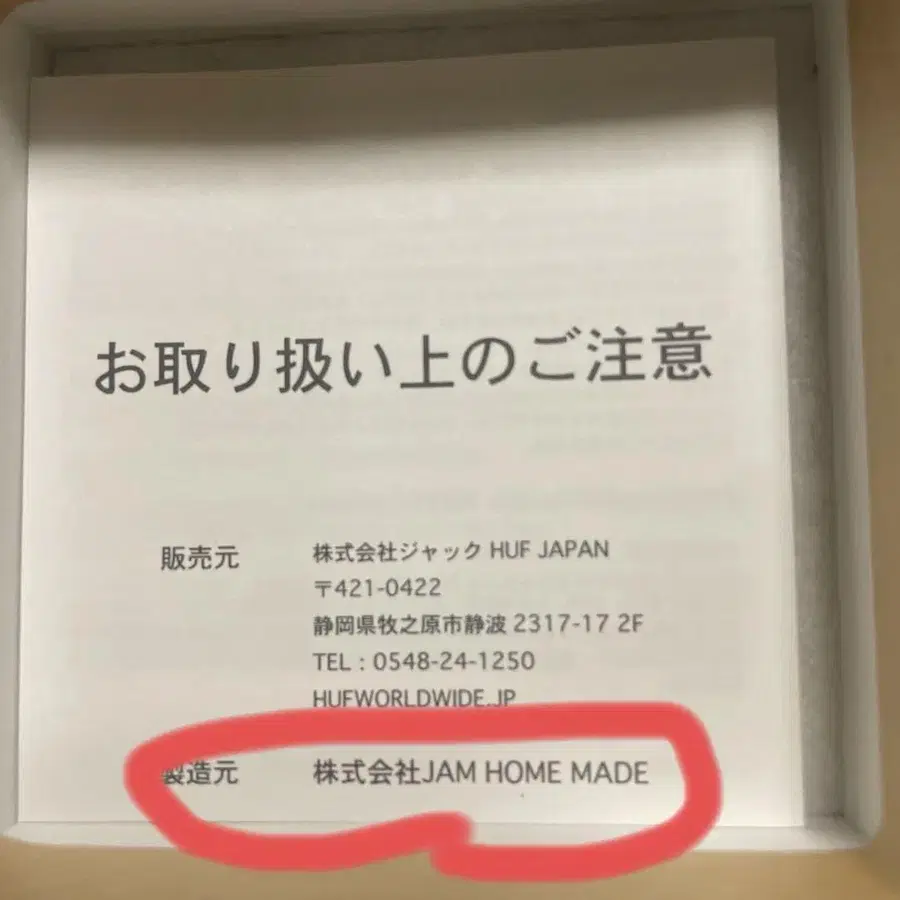 お取り扱い上のご注意
販売元 株式会社ジャック HUF JAPAN
〒421-0422
静岡県牧之原市静波 2317-17 2F
TEL : 0548-24-1250
HUFWORLDWIDE.JP
製造元 株式会社JAM HOME MADE